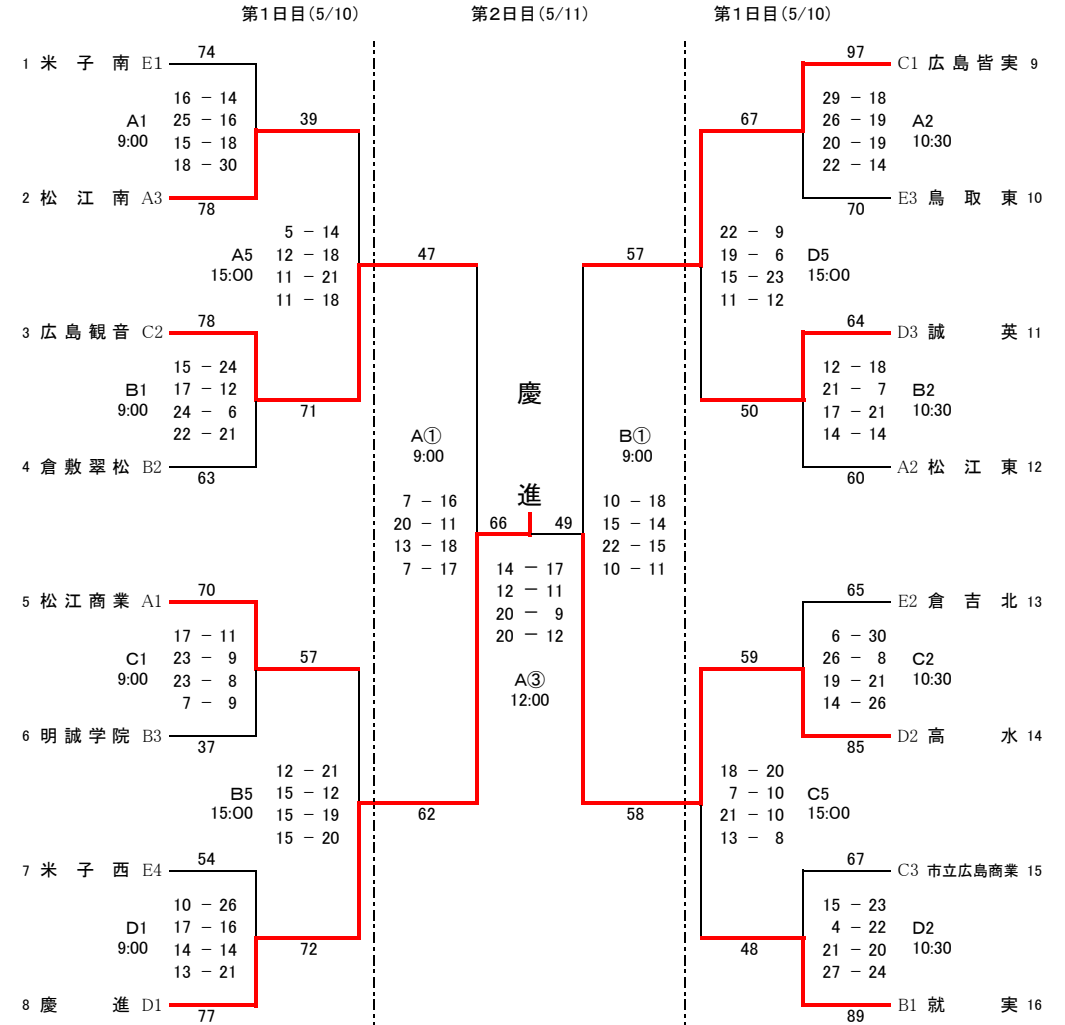 第1日目(5/10) 第2日目(5/11) 第1日目(5/10)
74 97
1 米子南 E1 C1 広島皆実 9
16 － 14 29 － 18
A1 25 － 16 39 67 26 － 19 A2
9:00 15 － 18 20 － 19 10:30
18 － 30 22 － 14
2 松江南 A3 E3 鳥取東 10
78 70
5 － 14 22 － 9
A5 12 － 18 47 57 19 － 6 D5
15:00 11 － 21 15 － 23 15:00
11 － 18 11 － 12
78 64
3 広島観音 C2 D3 誠英 11
15 － 24 12 － 18
B1 17 － 12 慶 21 － 7 B2
9:00 24 － 6 71 50 17 － 21 10:30
22 － 21 14 － 14
A① B①
9:00 9:00
4 倉敷翠松 B2 A2 松江東 12
63 60
進
7 － 16 10 － 18
20 － 11 66 49 15 － 14
13 － 18 22 － 15
7 － 17 10 － 11
14 － 17
12 － 11
20 － 9
20 － 12
70 65
5 松江商業 A1 E2 倉吉北 13
17 － 11 6 － 30
C1 23 － 9 57 59 26 － 8 C2
9:00 23 － 8 19 － 21 10:30
7 － 9 14 － 26
A③
12:00
6 明誠学院 B3 D2 高水 14
37 85
12 － 21 18 － 20
B5 15 － 12 7 － 10 C5
15:00 15 － 19 62 58 21 － 10 15:00
15 － 20 13 － 8
54 67
7 米子西 E4 C3 市立広島商業 15
10 － 26 15 － 23
D1 17 － 16 4 － 22 D2
9:00 14 － 14 72 48 21 － 20 10:30
13 － 21 27 － 24
8 慶進 D1 B1 就実 16
77 89